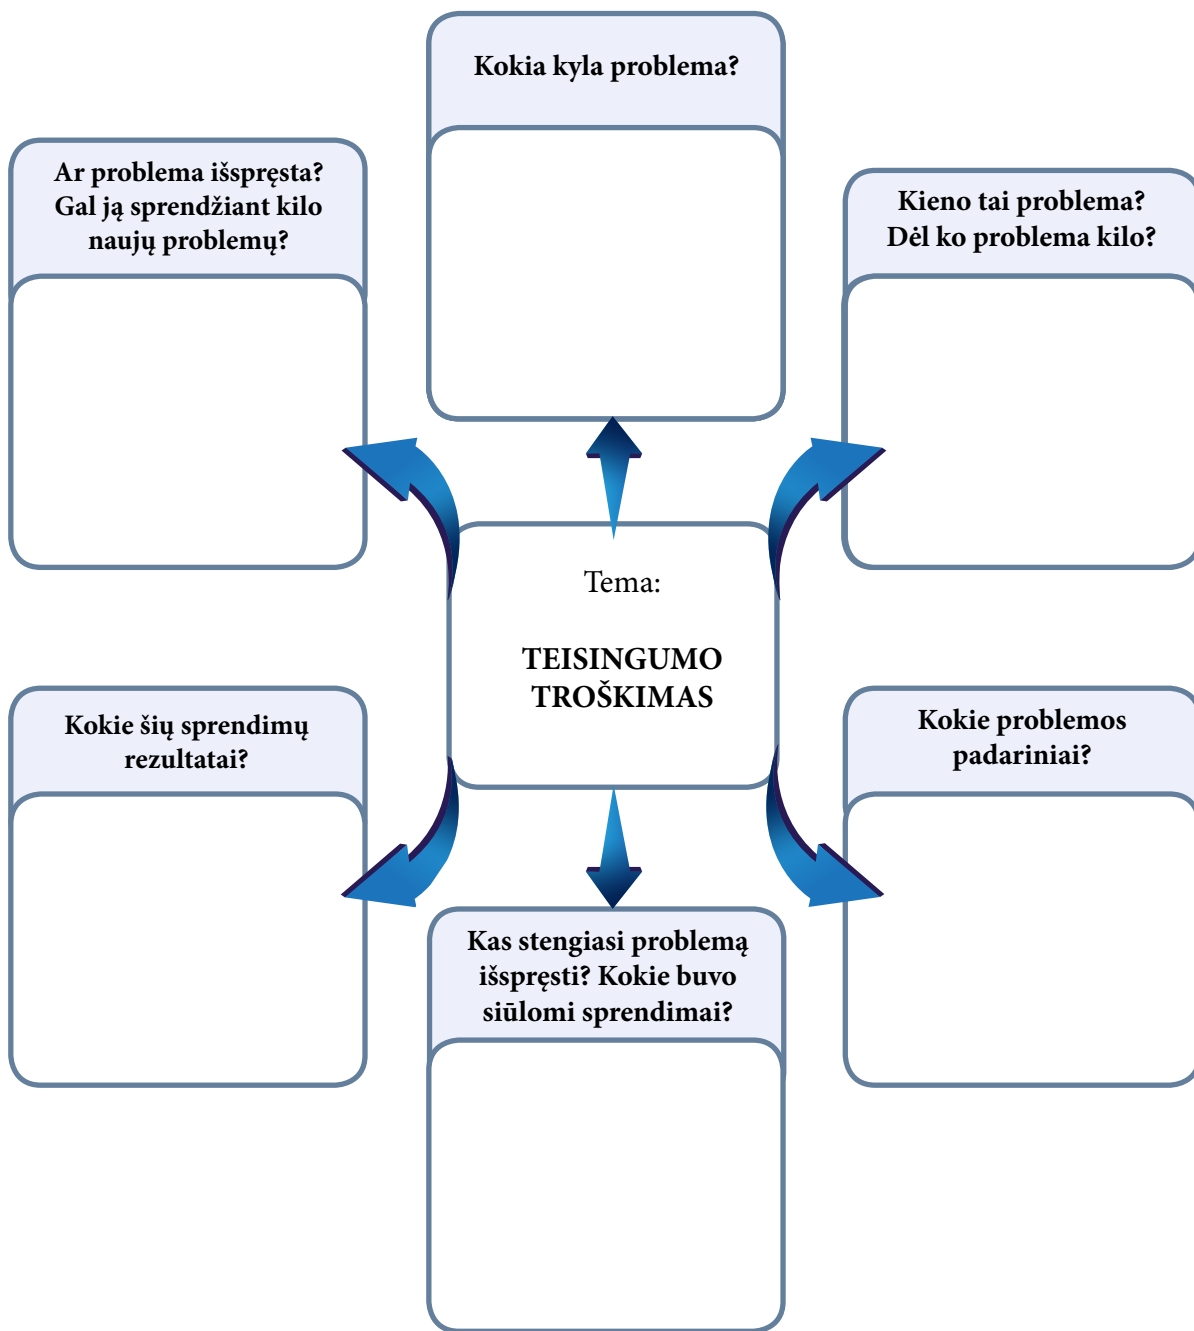 Kokia kyla problema?
Ar problema išspręsta?
Gal ją sprendžiant kilo
naujų problemų?
Kieno tai problema?
Dėl ko problema kilo?
Tema:
TEISINGUMO
TROŠKIMAS
Kokie šių sprendimų
rezultatai?
Kokie problemos
padariniai?
Kas stengiasi problemą
išspręsti? Kokie buvo
siūlomi sprendimai?